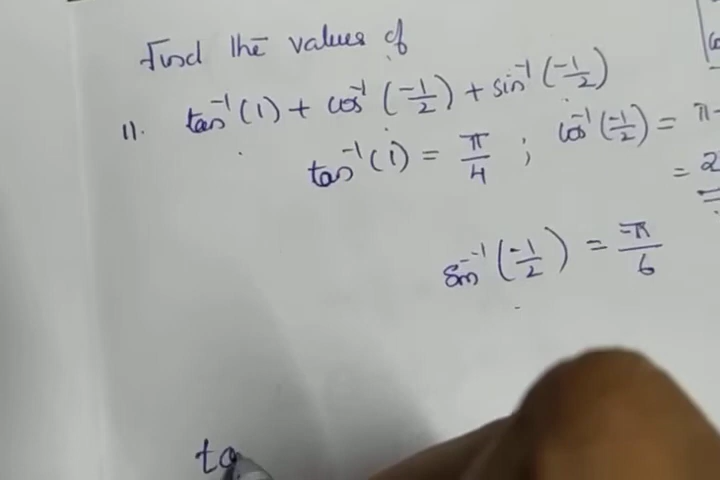 Find the values of
11. tan⁻¹(1) + cos⁻¹(-1/2) + sin⁻¹(-1/2)
tan⁻¹(1) = π/4 ; cos⁻¹(-1/2) = π-
= 2
sin⁻¹(-1/2) = -π/6
ta